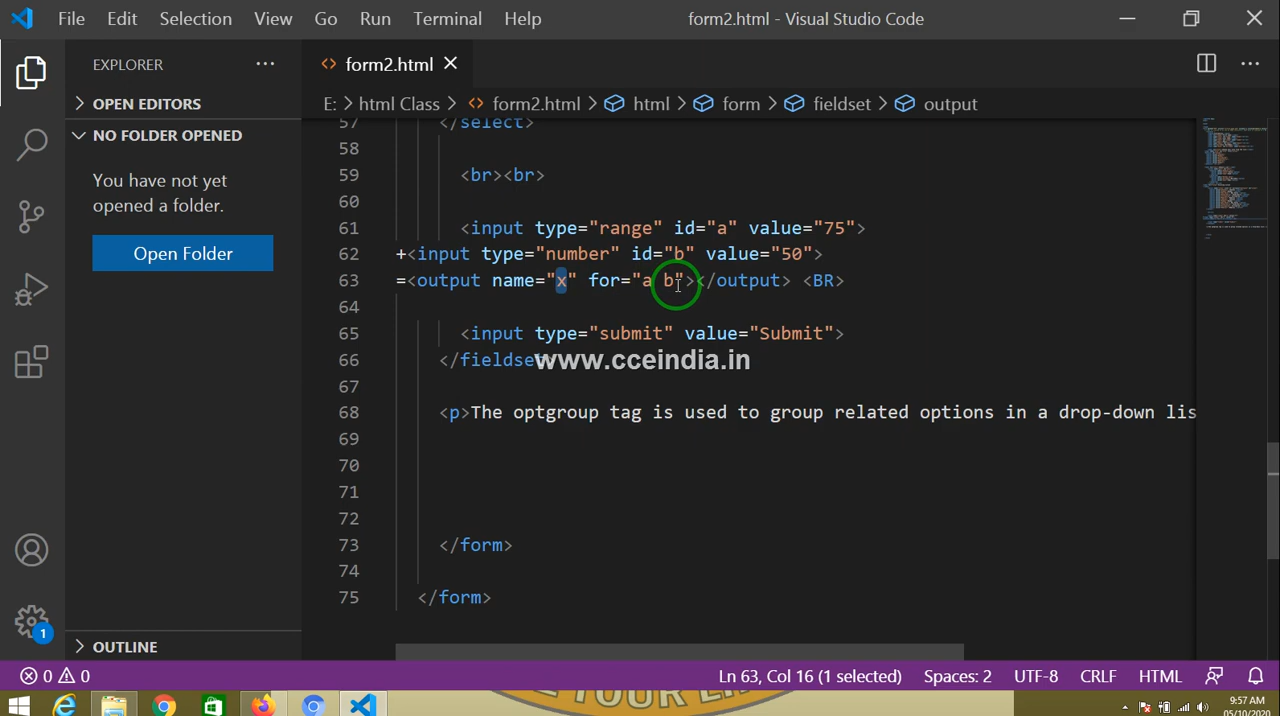 File Edit Selection View Go Run Terminal Help form2.html - Visual Studio Code
EXPLORER ...
form2.html
OPEN EDITORS
E: > html Class > form2.html > html > form > fieldset > output
NO FOLDER OPENED
You have not yet
opened a folder.
Open Folder
57 </select>
58
59 <br><br>
60
61 <input type="range" id="a" value="75">
62 +<input type="number" id="b" value="50">
63 =<output name="x" for="a b"></output> <BR>
64
65 <input type="submit" value="Submit">
66 </fieldset
www.cceindia.in
67
68 <p>The optgroup tag is used to group related options in a drop-down lis
69
70
71
72
73 </form>
74
75 </form>
1
OUTLINE
0 0 Ln 63, Col 16 (1 selected) Spaces: 2 UTF-8 CRLF HTML
E YOUR LI
9:57 AM
05/10/2020